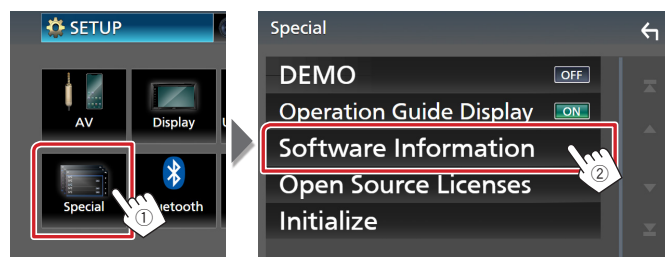 SETUP
AV
Display
Special
etooth
①
Special
DEMO
OFF
Operation Guide Display
ON
Software Information
②
Open Source Licenses
Initialize